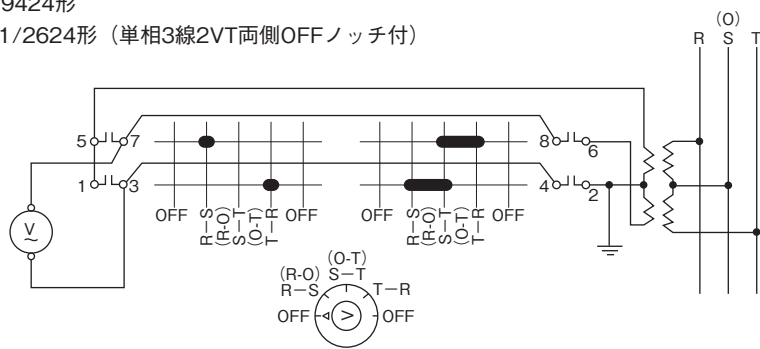 9424形
1/2624形（単相3線2VT両側OFFノッチ付）
(O)
R S T
5 7 8 6
1 3 4 2
V
OFF R–S (R-O) S–T (O-T) T–R OFF
OFF R–S (R-O) S–T (O-T) T–R OFF
(O-T)
(R-O) S–T
R–S T–R
OFF V OFF